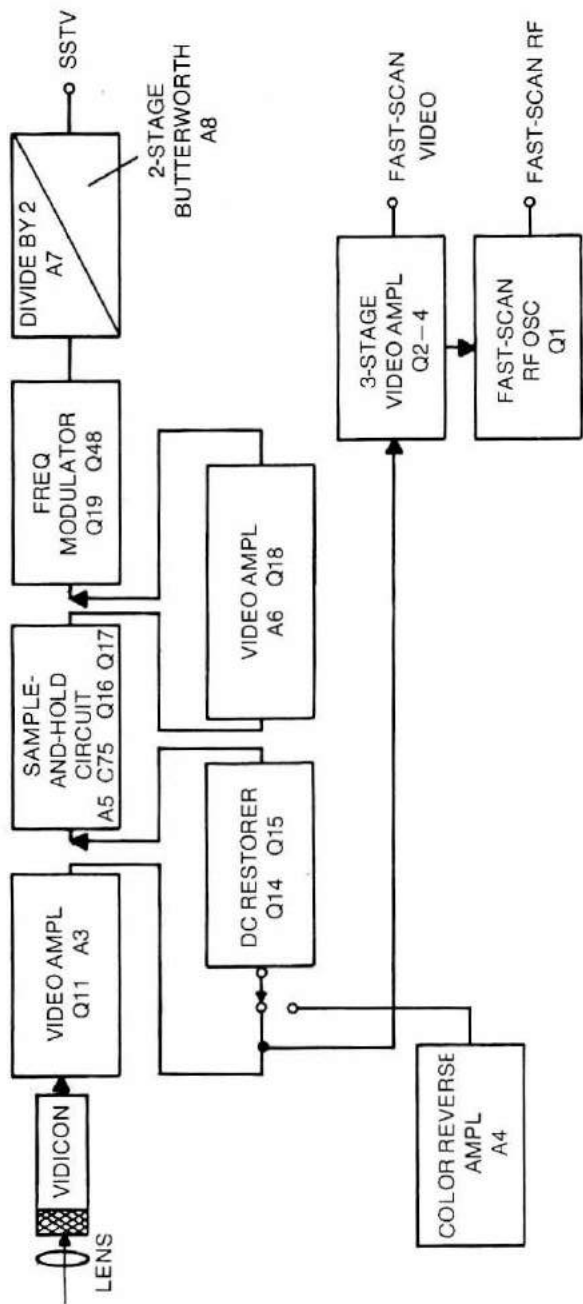 LENS
VIDICON
VIDEO AMPL
Q11 A3
SAMPLE-
AND-HOLD
CIRCUIT
A5 C75 Q16 Q17
FREQ
MODULATOR
Q19 Q48
DIVIDE BY 2
A7
SSTV
2-STAGE
BUTTERWORTH
A8
DC RESTORER
Q14 Q15
VIDEO AMPL
A6 Q18
COLOR REVERSE
AMPL
A4
3-STAGE
VIDEO AMPL
Q2-4
FAST-SCAN
VIDEO
FAST-SCAN
RF OSC
Q1
FAST-SCAN RF